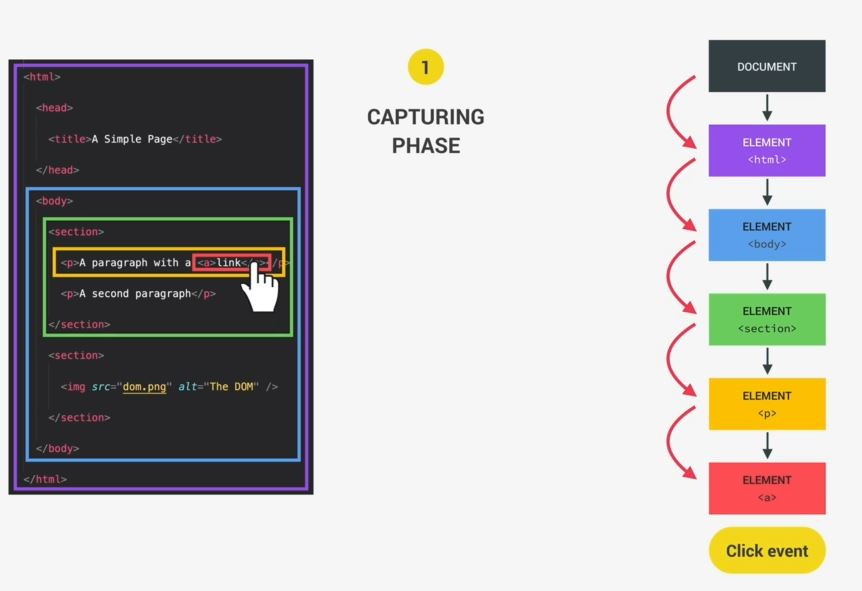 <html>
<head>
<title>A Simple Page</title>
</head>
<body>
<section>
<p>A paragraph with a <a>link</a></p>
<p>A second paragraph</p>
</section>
<section>
<img src="dom.png" alt="The DOM" />
</section>
</body>
</html>
1
CAPTURING
PHASE
DOCUMENT
ELEMENT
<html>
ELEMENT
<body>
ELEMENT
<section>
ELEMENT
<p>
ELEMENT
<a>
Click event